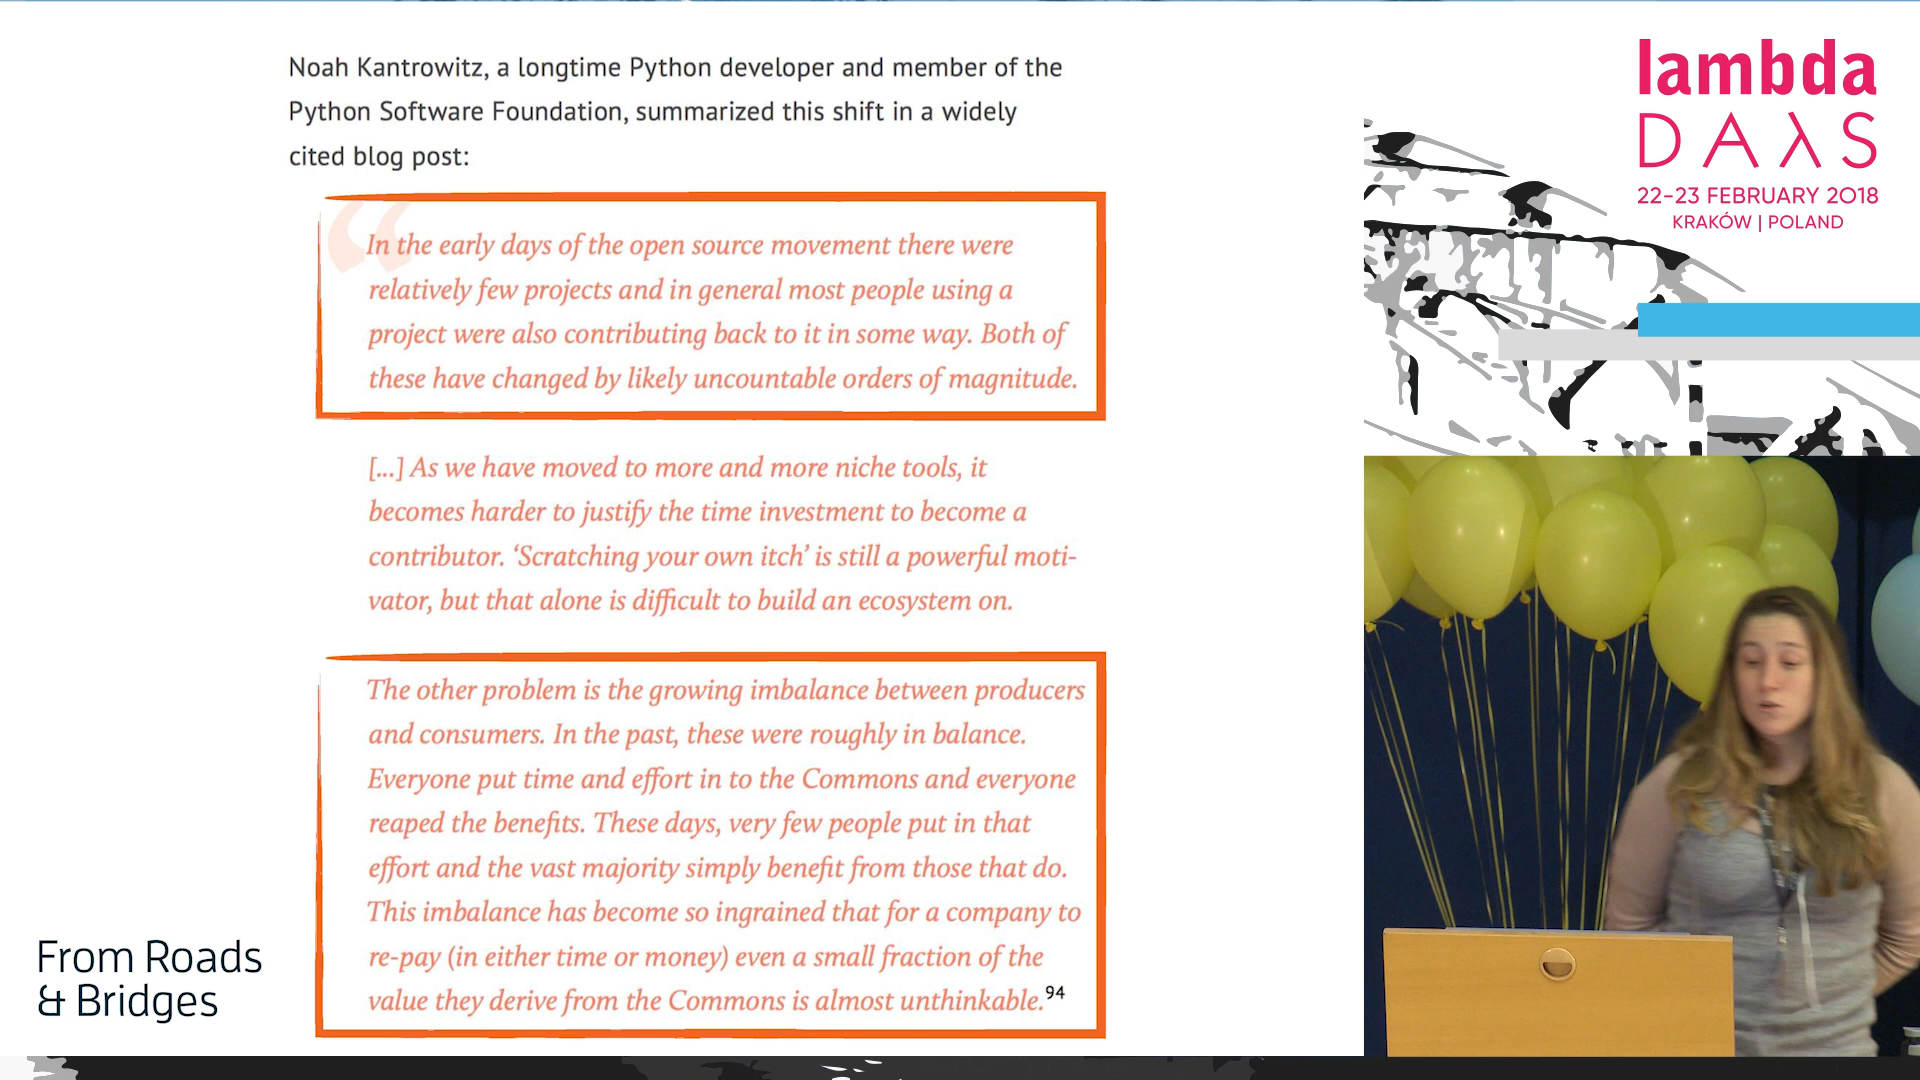 Noah Kantrowitz, a longtime Python developer and member of the
Python Software Foundation, summarized this shift in a widely
cited blog post:
“
In the early days of the open source movement there were
relatively few projects and in general most people using a
project were also contributing back to it in some way. Both of
these have changed by likely uncountable orders of magnitude.
[...] As we have moved to more and more niche tools, it
becomes harder to justify the time investment to become a
contributor. ‘Scratching your own itch’ is still a powerful moti-
vator, but that alone is difficult to build an ecosystem on.
The other problem is the growing imbalance between producers
and consumers. In the past, these were roughly in balance.
Everyone put time and effort in to the Commons and everyone
reaped the benefits. These days, very few people put in that
effort and the vast majority simply benefit from those that do.
This imbalance has become so ingrained that for a company to
re-pay (in either time or money) even a small fraction of the
value they derive from the Commons is almost unthinkable.94
From Roads
& Bridges
lambda
DAλS
22-23 FEBRUARY 2018
KRAKÓW | POLAND